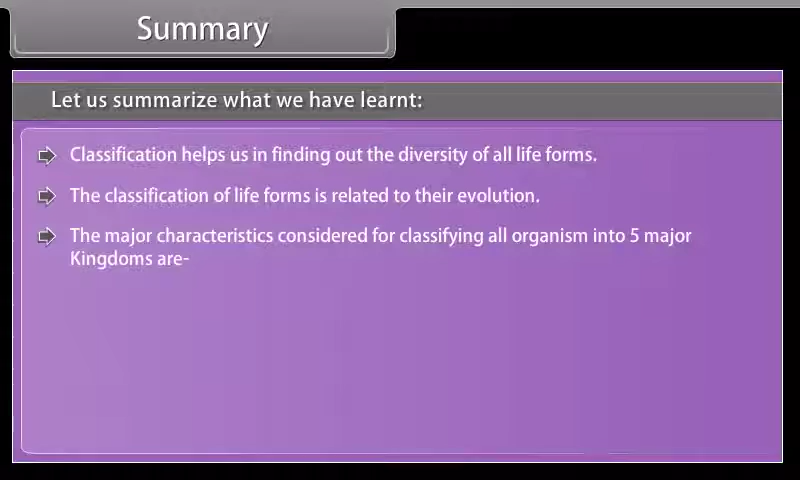 Summary
Let us summarize what we have learnt:
Classification helps us in finding out the diversity of all life forms.
The classification of life forms is related to their evolution.
The major characteristics considered for classifying all organism into 5 major
Kingdoms are-